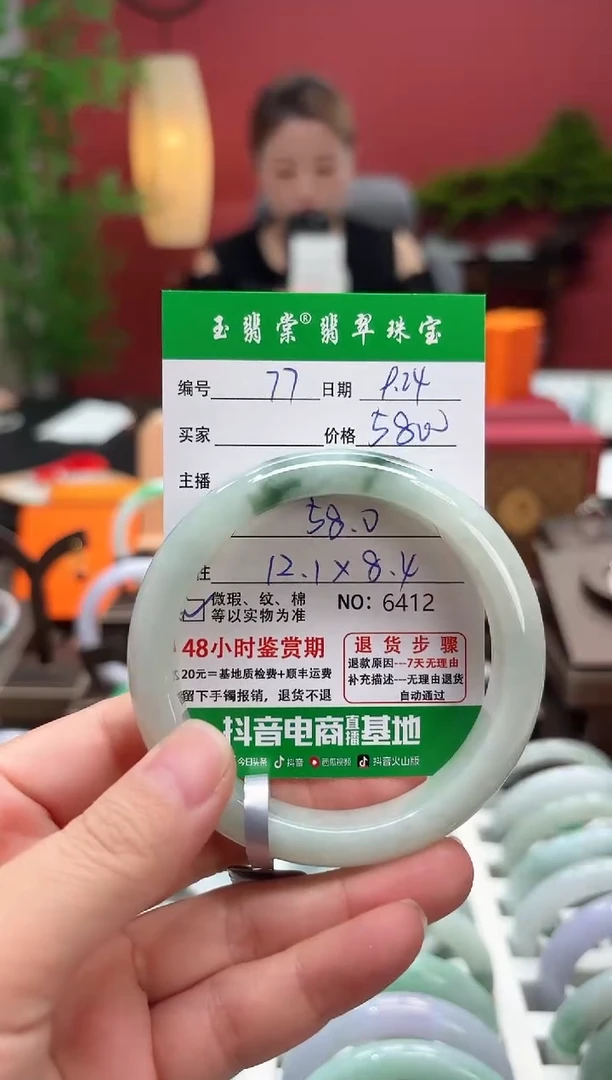 玉翡棠®翡翠珠宝
编号 77 日期 9.24
买家 价格 5800
主播
58.0
12.1×8.4
微瑕、纹、棉 NO: 6412
等以实物为准
48小时鉴赏期
20元=基地质检费+顺丰运费
留下手镯报销,退货不退
退货步骤
退款原因---7天无理由
补充描述---无理由退货
自动通过
抖音电商直播基地
今日头条 抖音 西瓜视频 抖音火山版